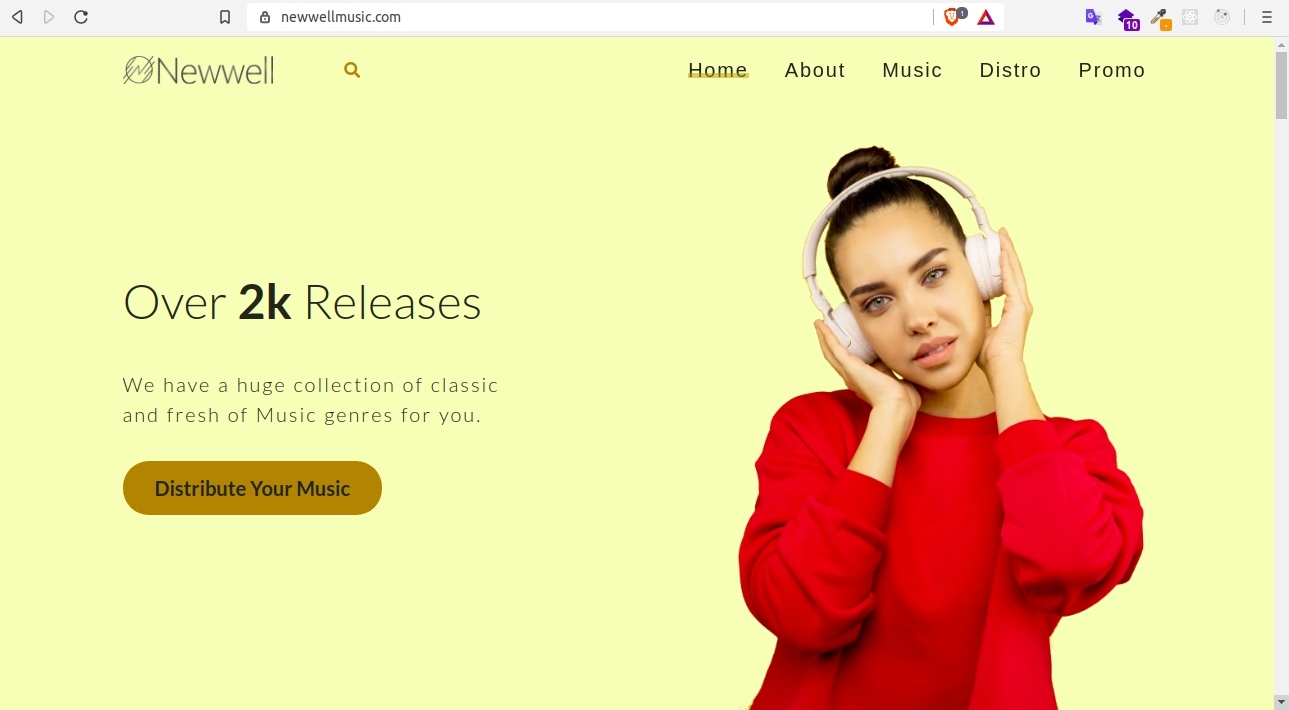 newwellmusic.com
1
10
Newwell
Home About Music Distro Promo
Over 2k Releases
We have a huge collection of classic
and fresh of Music genres for you.
Distribute Your Music